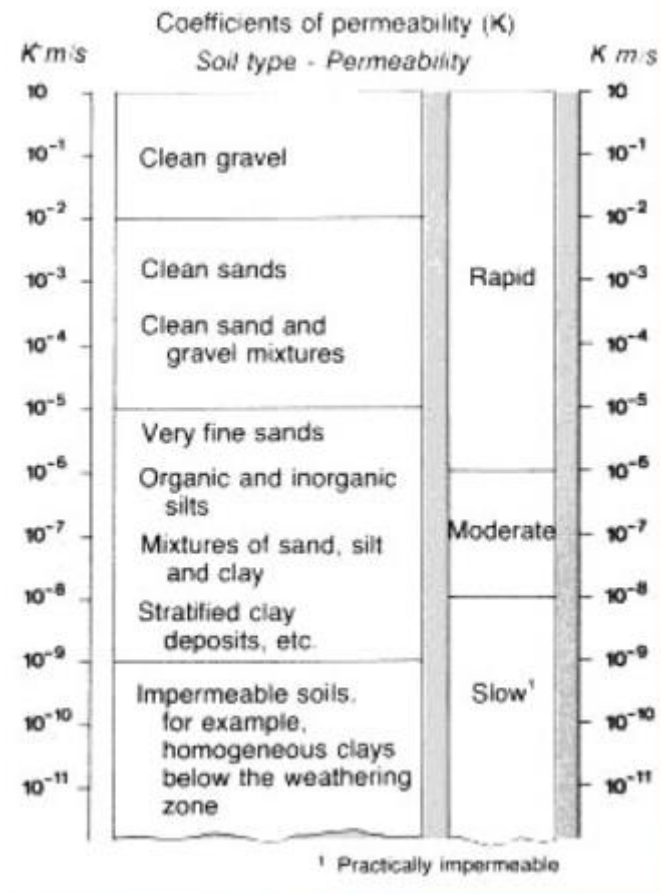 Coefficients of permeability (K)
K m/s
Soil type - Permeability
K m/s
10
10⁻¹
10⁻²
10⁻³
10⁻⁴
10⁻⁵
10⁻⁶
10⁻⁷
10⁻⁸
10⁻⁹
10⁻¹⁰
10⁻¹¹
Clean gravel
Clean sands
Clean sand and
gravel mixtures
Very fine sands
Organic and inorganic
silts
Mixtures of sand, silt
and clay
Stratified clay
deposits, etc.
Impermeable soils,
for example,
homogeneous clays
below the weathering
zone
Rapid
Moderate
Slow¹
10
10⁻¹
10⁻²
10⁻³
10⁻⁴
10⁻⁵
10⁻⁶
10⁻⁷
10⁻⁸
10⁻⁹
10⁻¹⁰
10⁻¹¹
¹ Practically impermeable